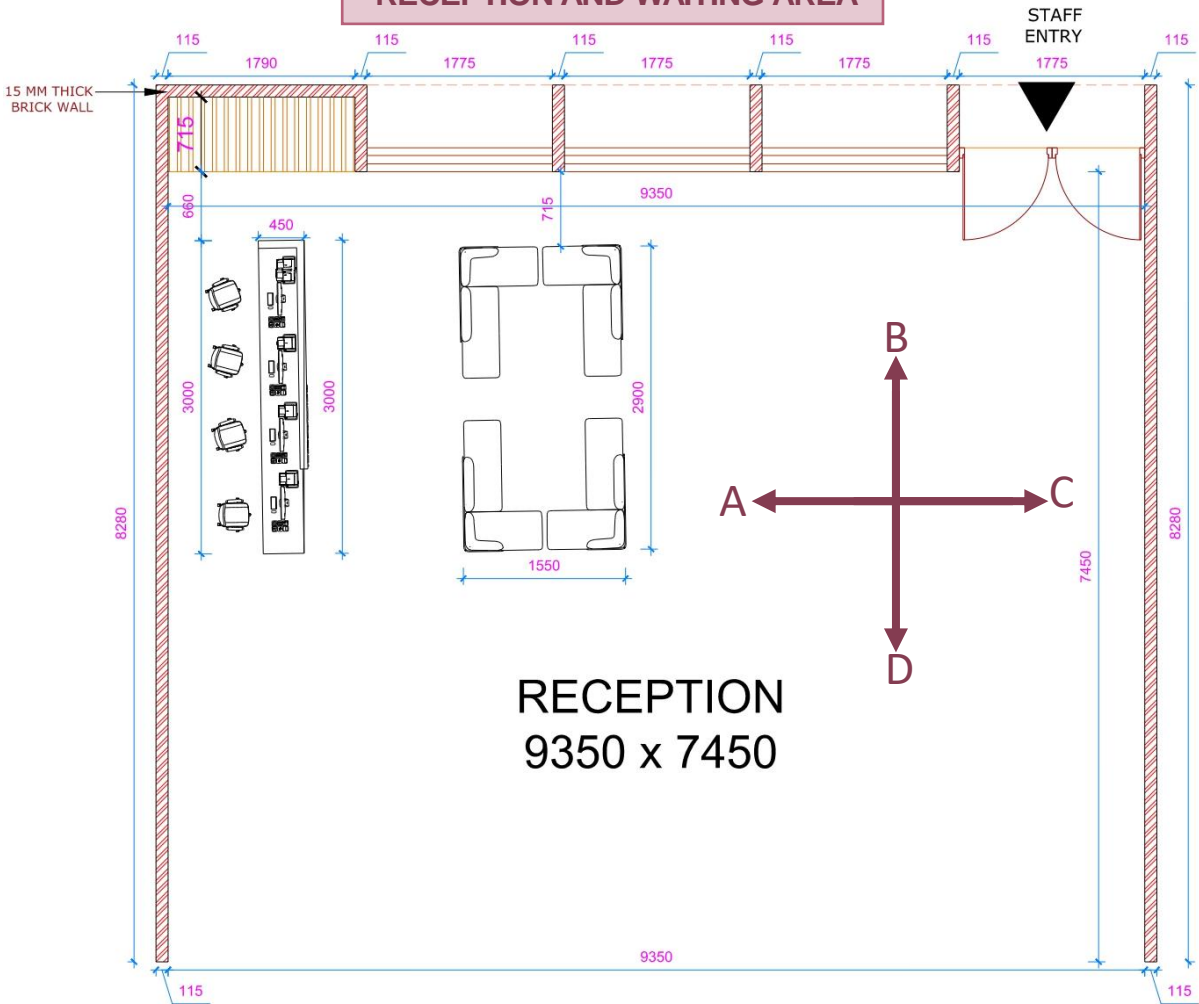 RECEPTION AND WAITING AREA
STAFF
ENTRY
115
115
115
115
115
115
1790
1775
1775
1775
1775
15 MM THICK
BRICK WALL
715
660
9350
715
450
3000
3000
2900
B
A
C
D
8280
8280
7450
1550
RECEPTION
9350 x 7450
9350
115
115